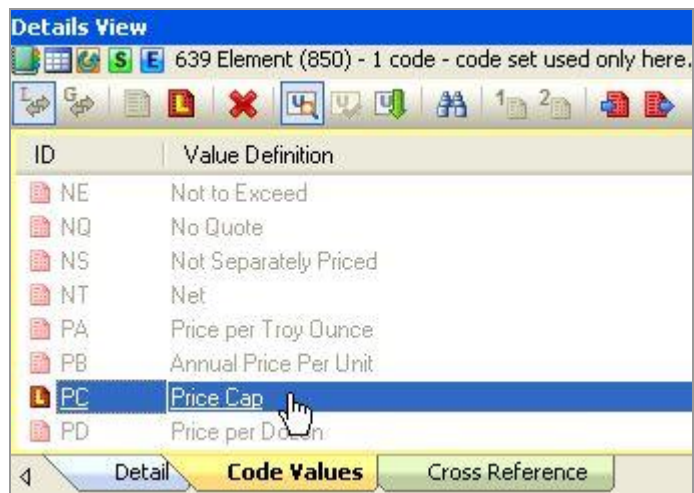 Details View
S E 639 Element (850) - 1 code - code set used only here.
L G L U U U 1 2
ID Value Definition
NE Not to Exceed
NQ No Quote
NS Not Separately Priced
NT Net
PA Price per Troy Ounce
PB Annual Price Per Unit
L PC Price Cap
PD Price per Dozen
Detail Code Values Cross Reference